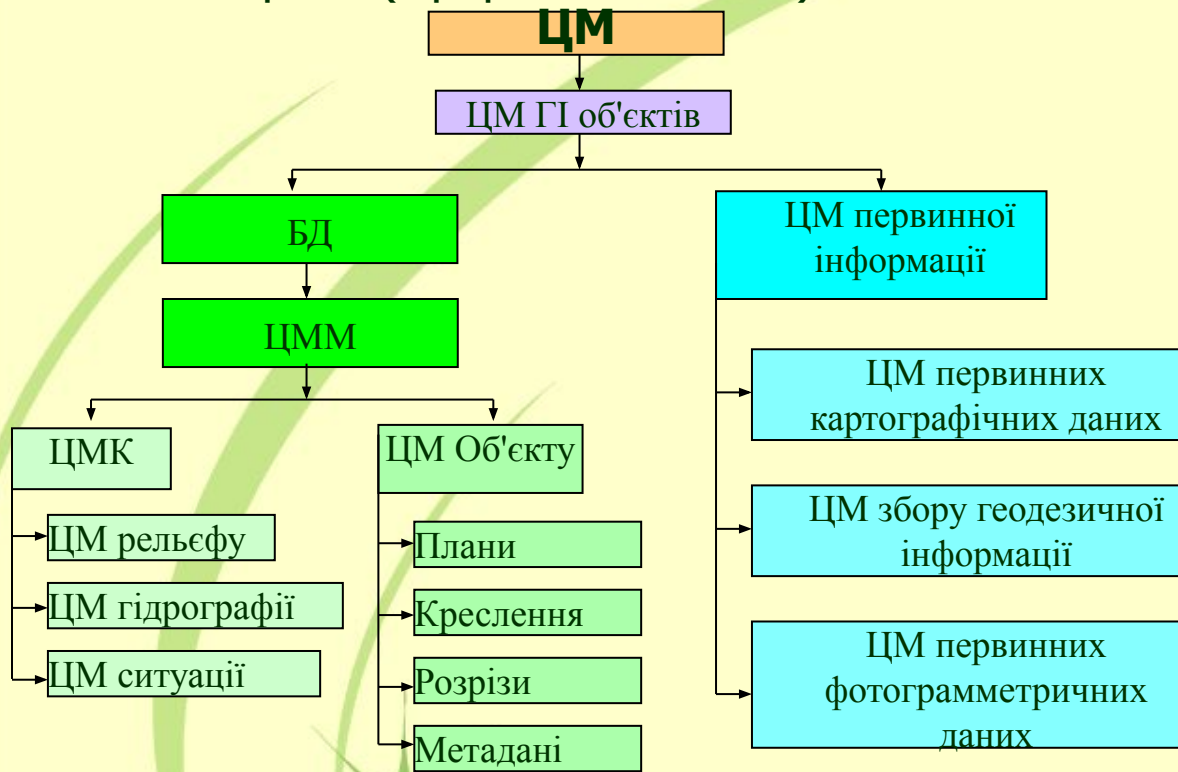 ЦМ
ЦМ ГІ об'єктів
БД
ЦММ
ЦМК
ЦМ рельєфу
ЦМ гідрографії
ЦМ ситуації
ЦМ Об'єкту
Плани
Креслення
Розрізи
Метадані
ЦМ первинної
інформації
ЦМ первинних
картографічних даних
ЦМ збору геодезичної
інформації
ЦМ первинних
фотограмметричних
даних